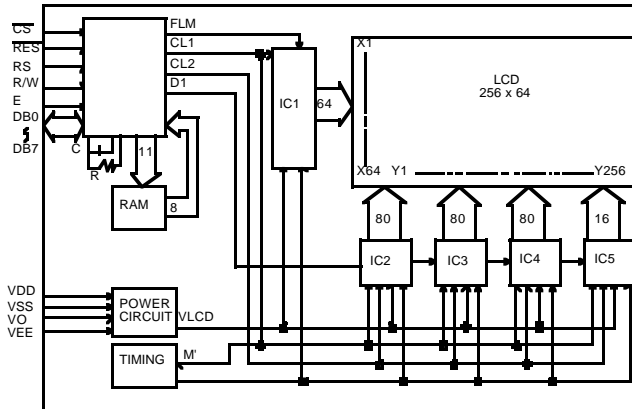 CS
RES
RS
R/W
E
DB0
DB7
FLM
CL1
CL2
D1
C
R
11
RAM
8
IC1
64
X1
LCD
256 x 64
X64 Y1 Y256
80
80
80
16
IC2
IC3
IC4
IC5
VDD
VSS
VO
VEE
POWER
CIRCUIT
VLCD
TIMING
M'